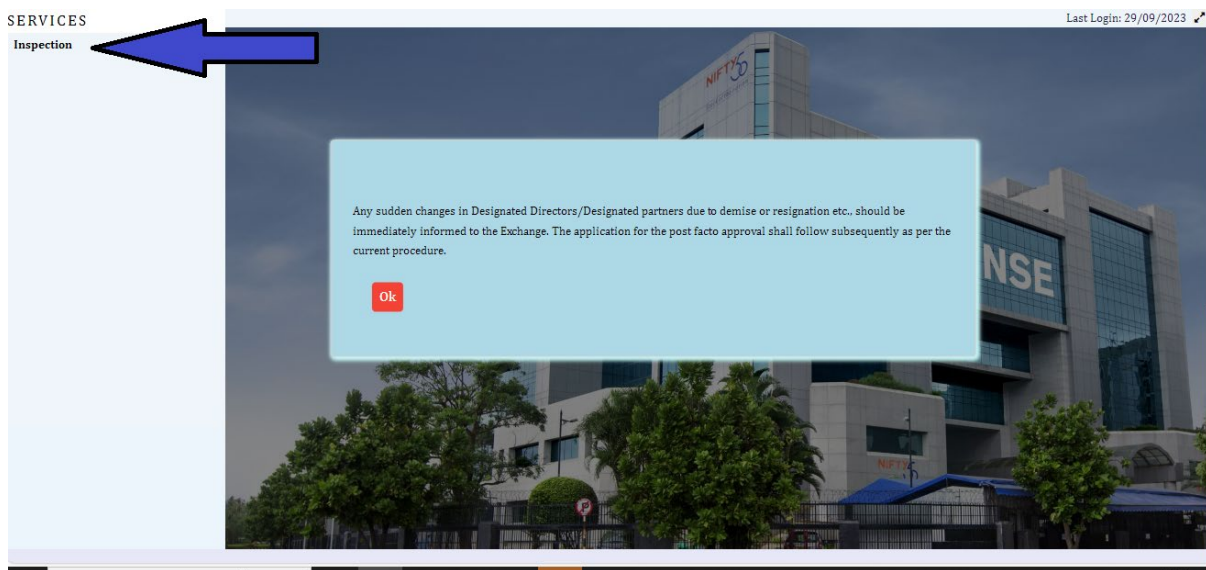 SERVICES
Last Login: 29/09/2023
Inspection
NIFTY50
Any sudden changes in Designated Directors/Designated partners due to demise or resignation etc., should be
immediately informed to the Exchange. The application for the post facto approval shall follow subsequently as per the
current procedure.
Ok
NSE